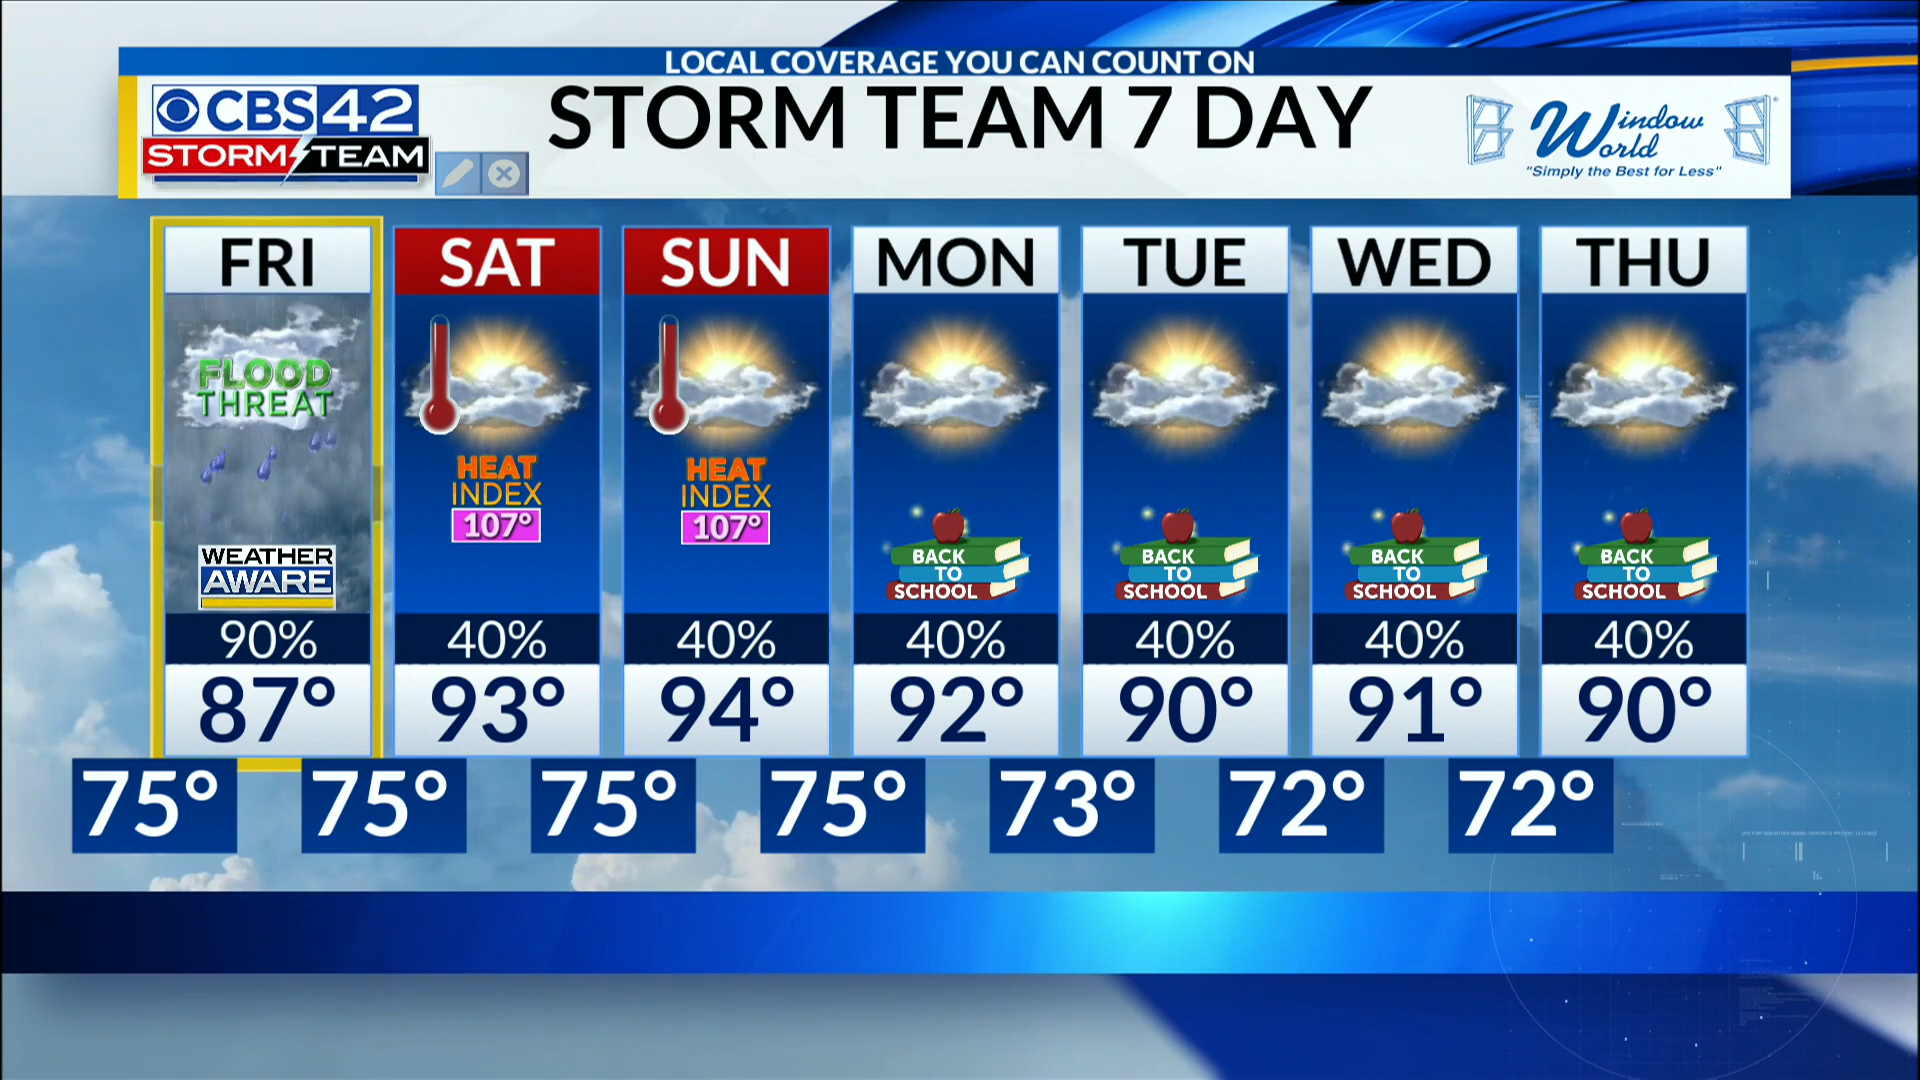 LOCAL COVERAGE YOU CAN COUNT ON
CBS 42
STORM TEAM
STORM TEAM 7 DAY
Window World
"Simply the Best for Less"
FRI SAT SUN MON TUE WED THU
FLOOD
THREAT
HEAT
INDEX
107°
HEAT
INDEX
107°
WEATHER
AWARE
BACK
TO
SCHOOL
BACK
TO
SCHOOL
BACK
TO
SCHOOL
BACK
TO
SCHOOL
90% 40% 40% 40% 40% 40% 40%
87° 93° 94° 92° 90° 91° 90°
75° 75° 75° 75° 73° 72° 72°